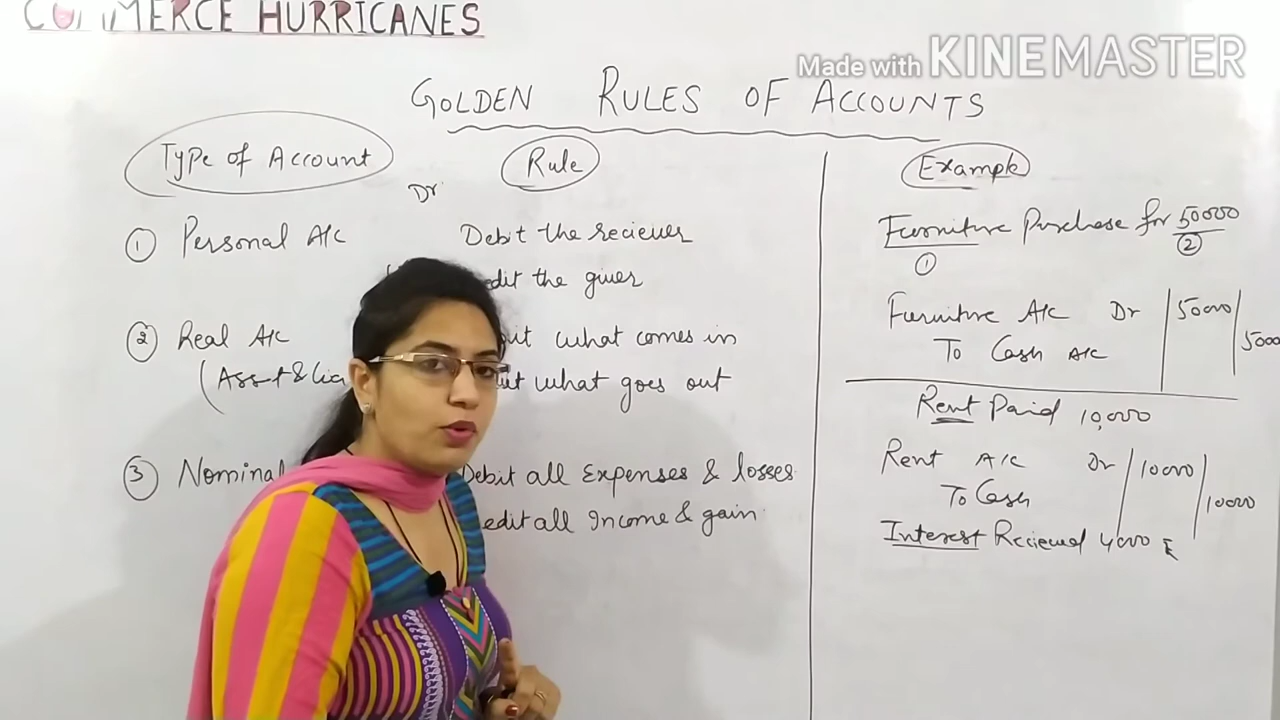 COMMERCE HURRICANES
Made with KINEMASTER
GOLDEN RULES OF ACCOUNTS
Type of Account
Rule
Example
Dr
① Personal A/c
Debit the reciever
edit the giver
② Real A/c
(Asset & Lia
bit what comes in
dit what goes out
③ Nominal
Debit all Expenses & losses
edit all Income & gain
Furniture Purchase for 50000
① ②
Furniture A/c Dr 50000
To Cash A/c 5000
Rent Paid 10,000
Rent A/c Dr 10000
To Cash 10000
Interest Recieved 4000